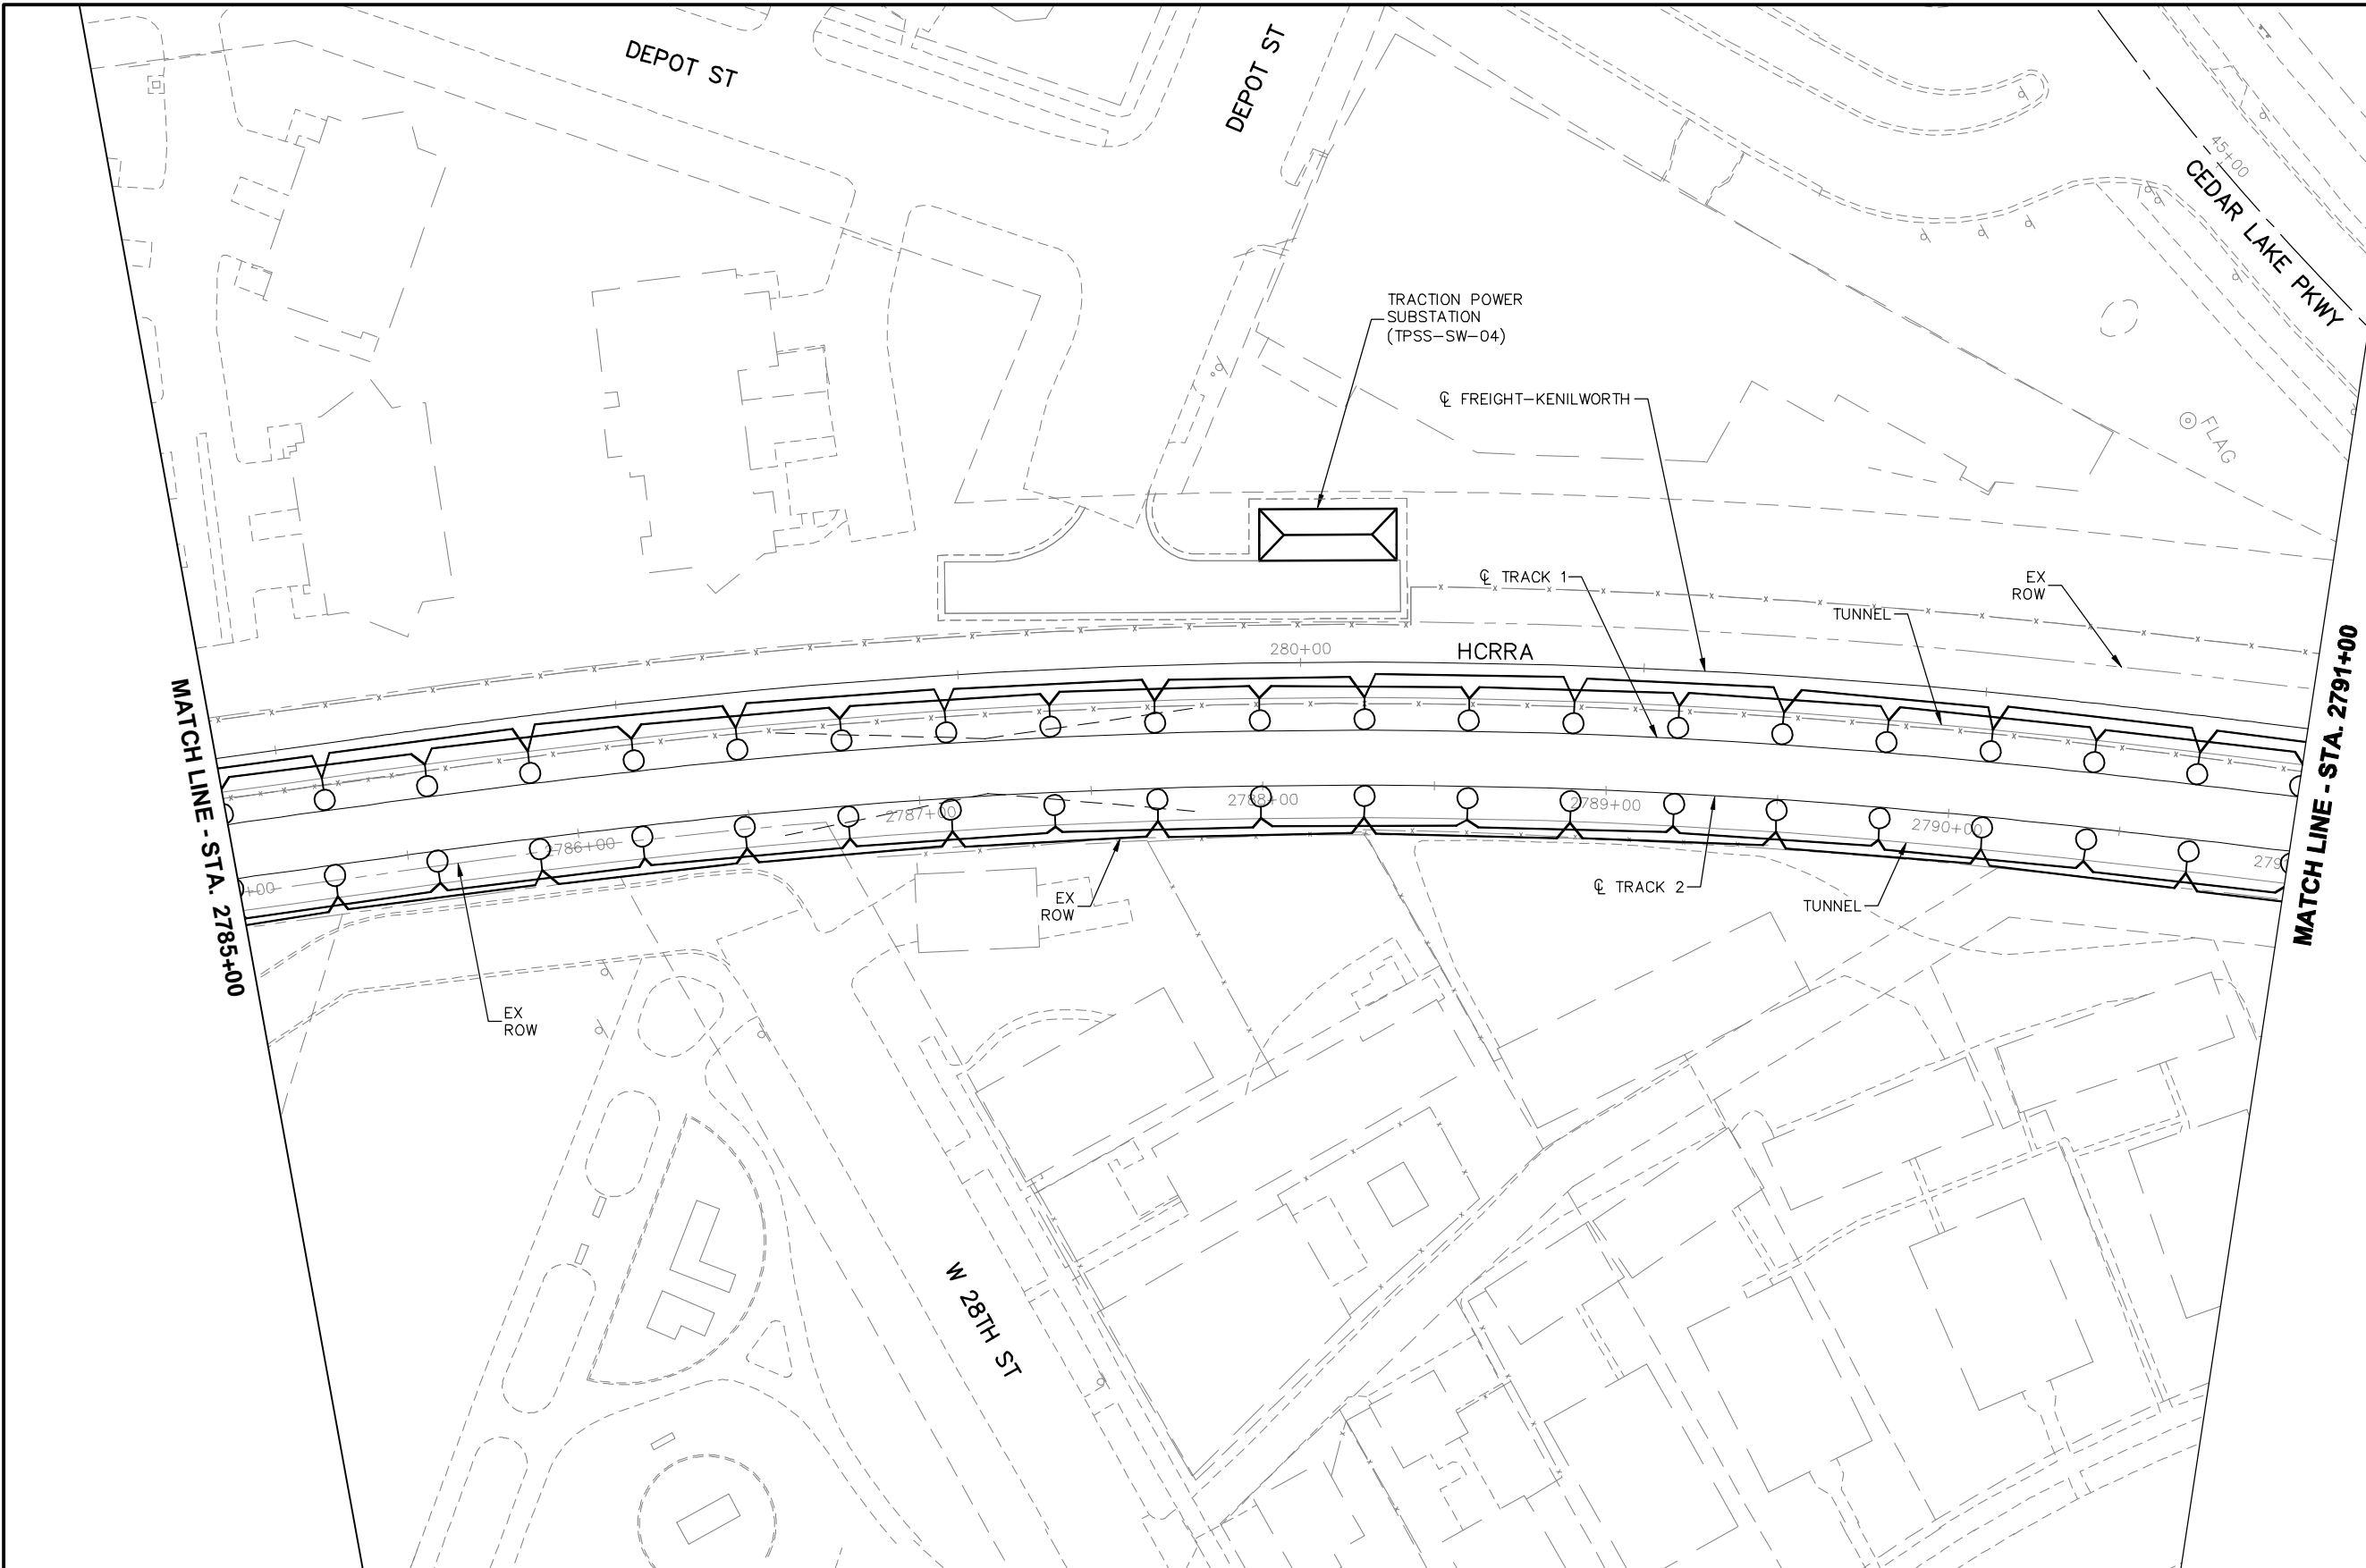 DEPOT ST
DEPOT ST
45+00
CEDAR LAKE PKWY
TRACTION POWER
SUBSTATION
(TPSS-SW-04)
℄ FREIGHT-KENILWORTH
FLAG
℄ TRACK 1
EX
ROW
TUNNEL
280+00
HCRRA
MATCH LINE - STA. 2785+00
MATCH LINE - STA. 2791+00
+00
2786+00
2787+00
2788+00
2789+00
2790+00
279
EX
ROW
℄ TRACK 2
TUNNEL
EX
ROW
W 28TH ST